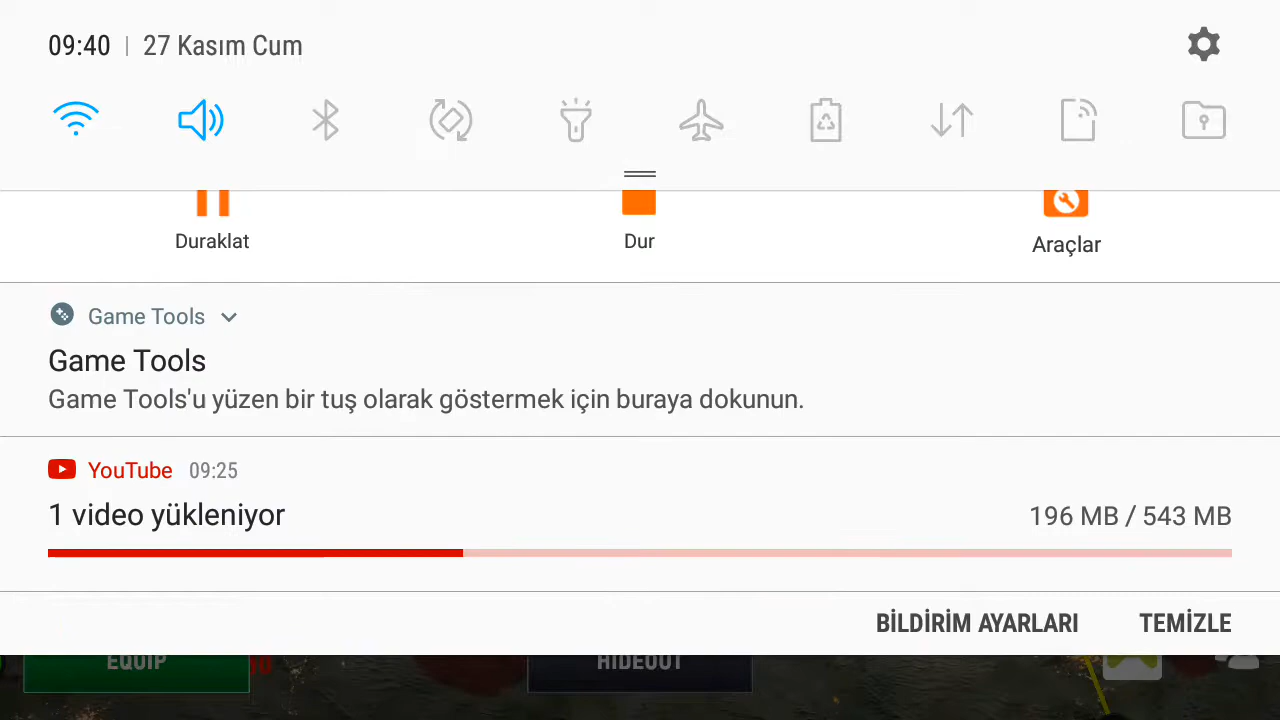 09:40 | 27 Kasım Cum
Duraklat
Dur
Araçlar
Game Tools
Game Tools
Game Tools'u yüzen bir tuş olarak göstermek için buraya dokunun.
YouTube 09:25
1 video yükleniyor
196 MB / 543 MB
BİLDİRİM AYARLARI
TEMİZLE
EQUIP
HIDEOUT